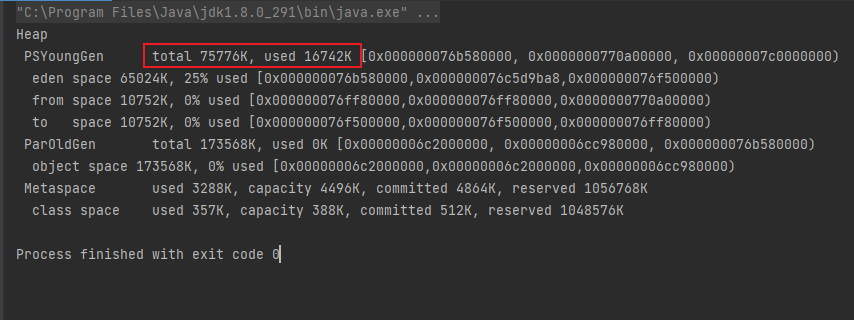 "C:\Program Files\Java\jdk1.8.0_291\bin\java.exe" ...
Heap
PSYoungGen      total 75776K, used 16742K [0x000000076b580000, 0x0000000770a00000, 0x00000007c0000000)
eden space 65024K, 25% used [0x000000076b580000,0x000000076c5d9ba8,0x000000076f500000)
from space 10752K, 0% used [0x000000076ff80000,0x000000076ff80000,0x0000000770a00000)
to   space 10752K, 0% used [0x000000076f500000,0x000000076f500000,0x000000076ff80000)
ParOldGen       total 173568K, used 0K [0x00000006c2000000, 0x00000006cc980000, 0x000000076b580000)
object space 173568K, 0% used [0x00000006c2000000,0x00000006c2000000,0x00000006cc980000)
Metaspace       used 3288K, capacity 4496K, committed 4864K, reserved 1056768K
class space    used 357K, capacity 388K, committed 512K, reserved 1048576K
Process finished with exit code 0